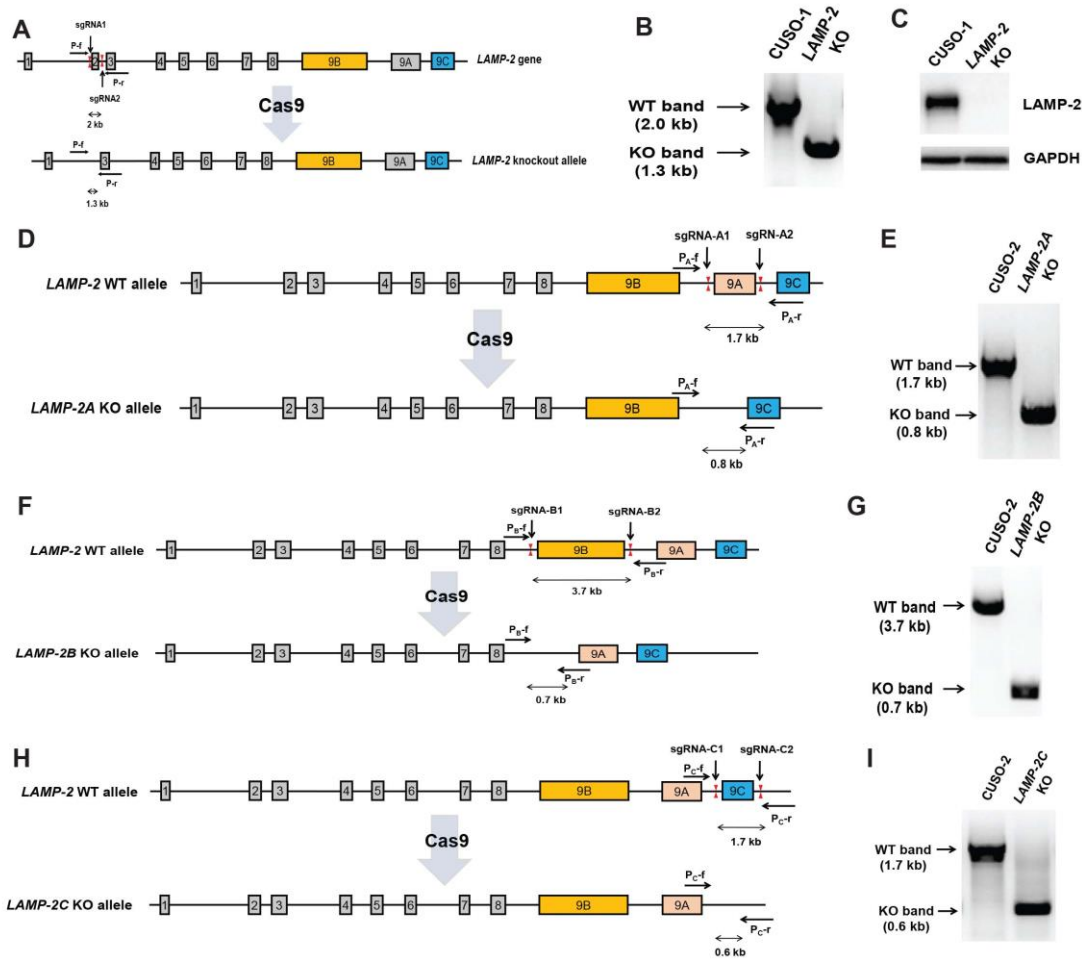 A
sgRNA1
P-f
1 2 3 4 5 6 7 8 9B 9A 9C
LAMP-2 gene
P-r
sgRNA2
2 kb
Cas9
P-f
1 3 4 5 6 7 8 9B 9A 9C
LAMP-2 knockout allele
P-r
1.3 kb
B
CUSO-1
LAMP-2
KO
WT band
(2.0 kb)
KO band
(1.3 kb)
C
CUSO-1
LAMP-2
KO
LAMP-2
GAPDH
D
sgRNA-A1
sgRN-A2
PA-f
LAMP-2 WT allele
1 2 3 4 5 6 7 8 9B 9A 9C
PA-r
1.7 kb
Cas9
PA-f
LAMP-2A KO allele
1 2 3 4 5 6 7 8 9B 9C
PA-r
0.8 kb
E
CUSO-2
LAMP-2A
KO
WT band
(1.7 kb)
KO band
(0.8 kb)
F
sgRNA-B1
sgRNA-B2
PB-f
LAMP-2 WT allele
1 2 3 4 5 6 7 8 9B 9A 9C
PB-r
3.7 kb
Cas9
PB-f
LAMP-2B KO allele
1 2 3 4 5 6 7 8 9A 9C
PB-r
0.7 kb
G
CUSO-2
LAMP-2B
KO
WT band
(3.7 kb)
KO band
(0.7 kb)
H
sgRNA-C1
sgRNA-C2
PC-f
LAMP-2 WT allele
1 2 3 4 5 6 7 8 9B 9A 9C
PC-r
1.7 kb
Cas9
PC-f
LAMP-2C KO allele
1 2 3 4 5 6 7 8 9B 9A
PC-r
0.6 kb
I
CUSO-2
LAMP-2C
KO
WT band
(1.7 kb)
KO band
(0.6 kb)